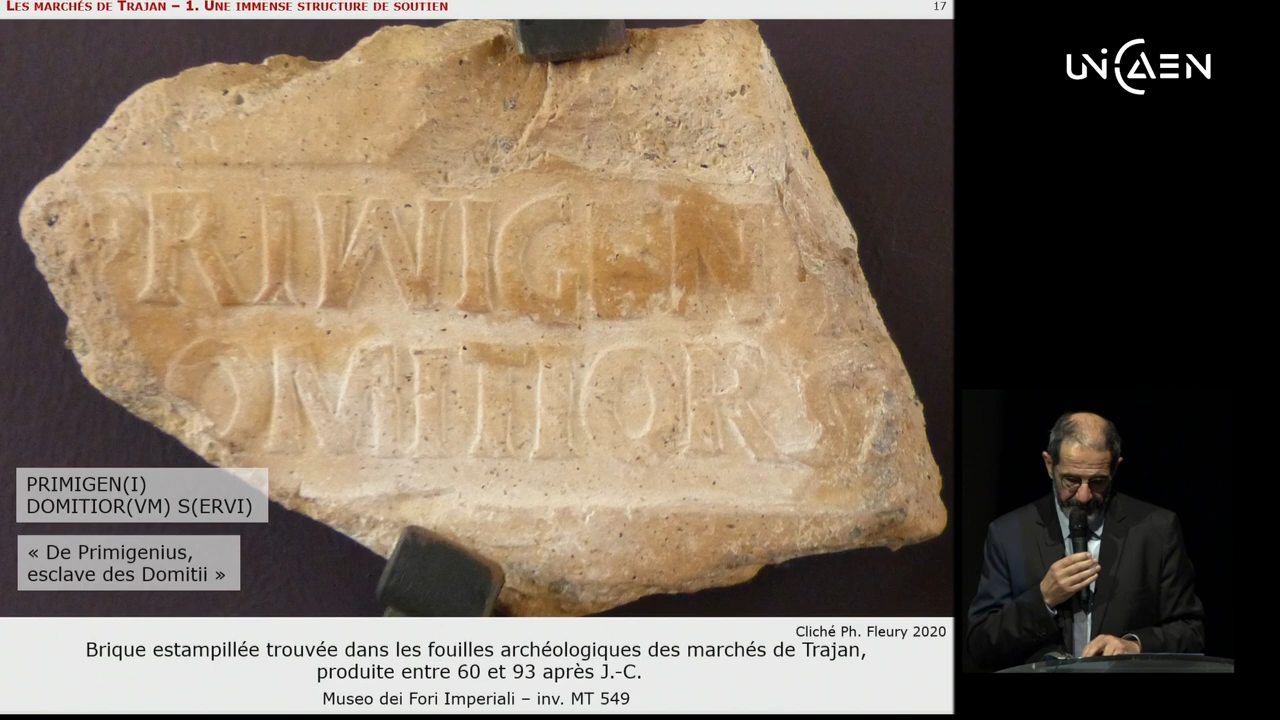 LES MARCHÉS DE TRAJAN – 1. UNE IMMENSE STRUCTURE DE SOUTIEN
17
UNICAEN
PRIMIGEN
OMITIOR S
PRIMIGEN(I)
DOMITIOR(VM) S(ERVI)
« De Primigenius,
esclave des Domitii »
Cliché Ph. Fleury 2020
Brique estampillée trouvée dans les fouilles archéologiques des marchés de Trajan,
produite entre 60 et 93 après J.-C.
Museo dei Fori Imperiali – inv. MT 549